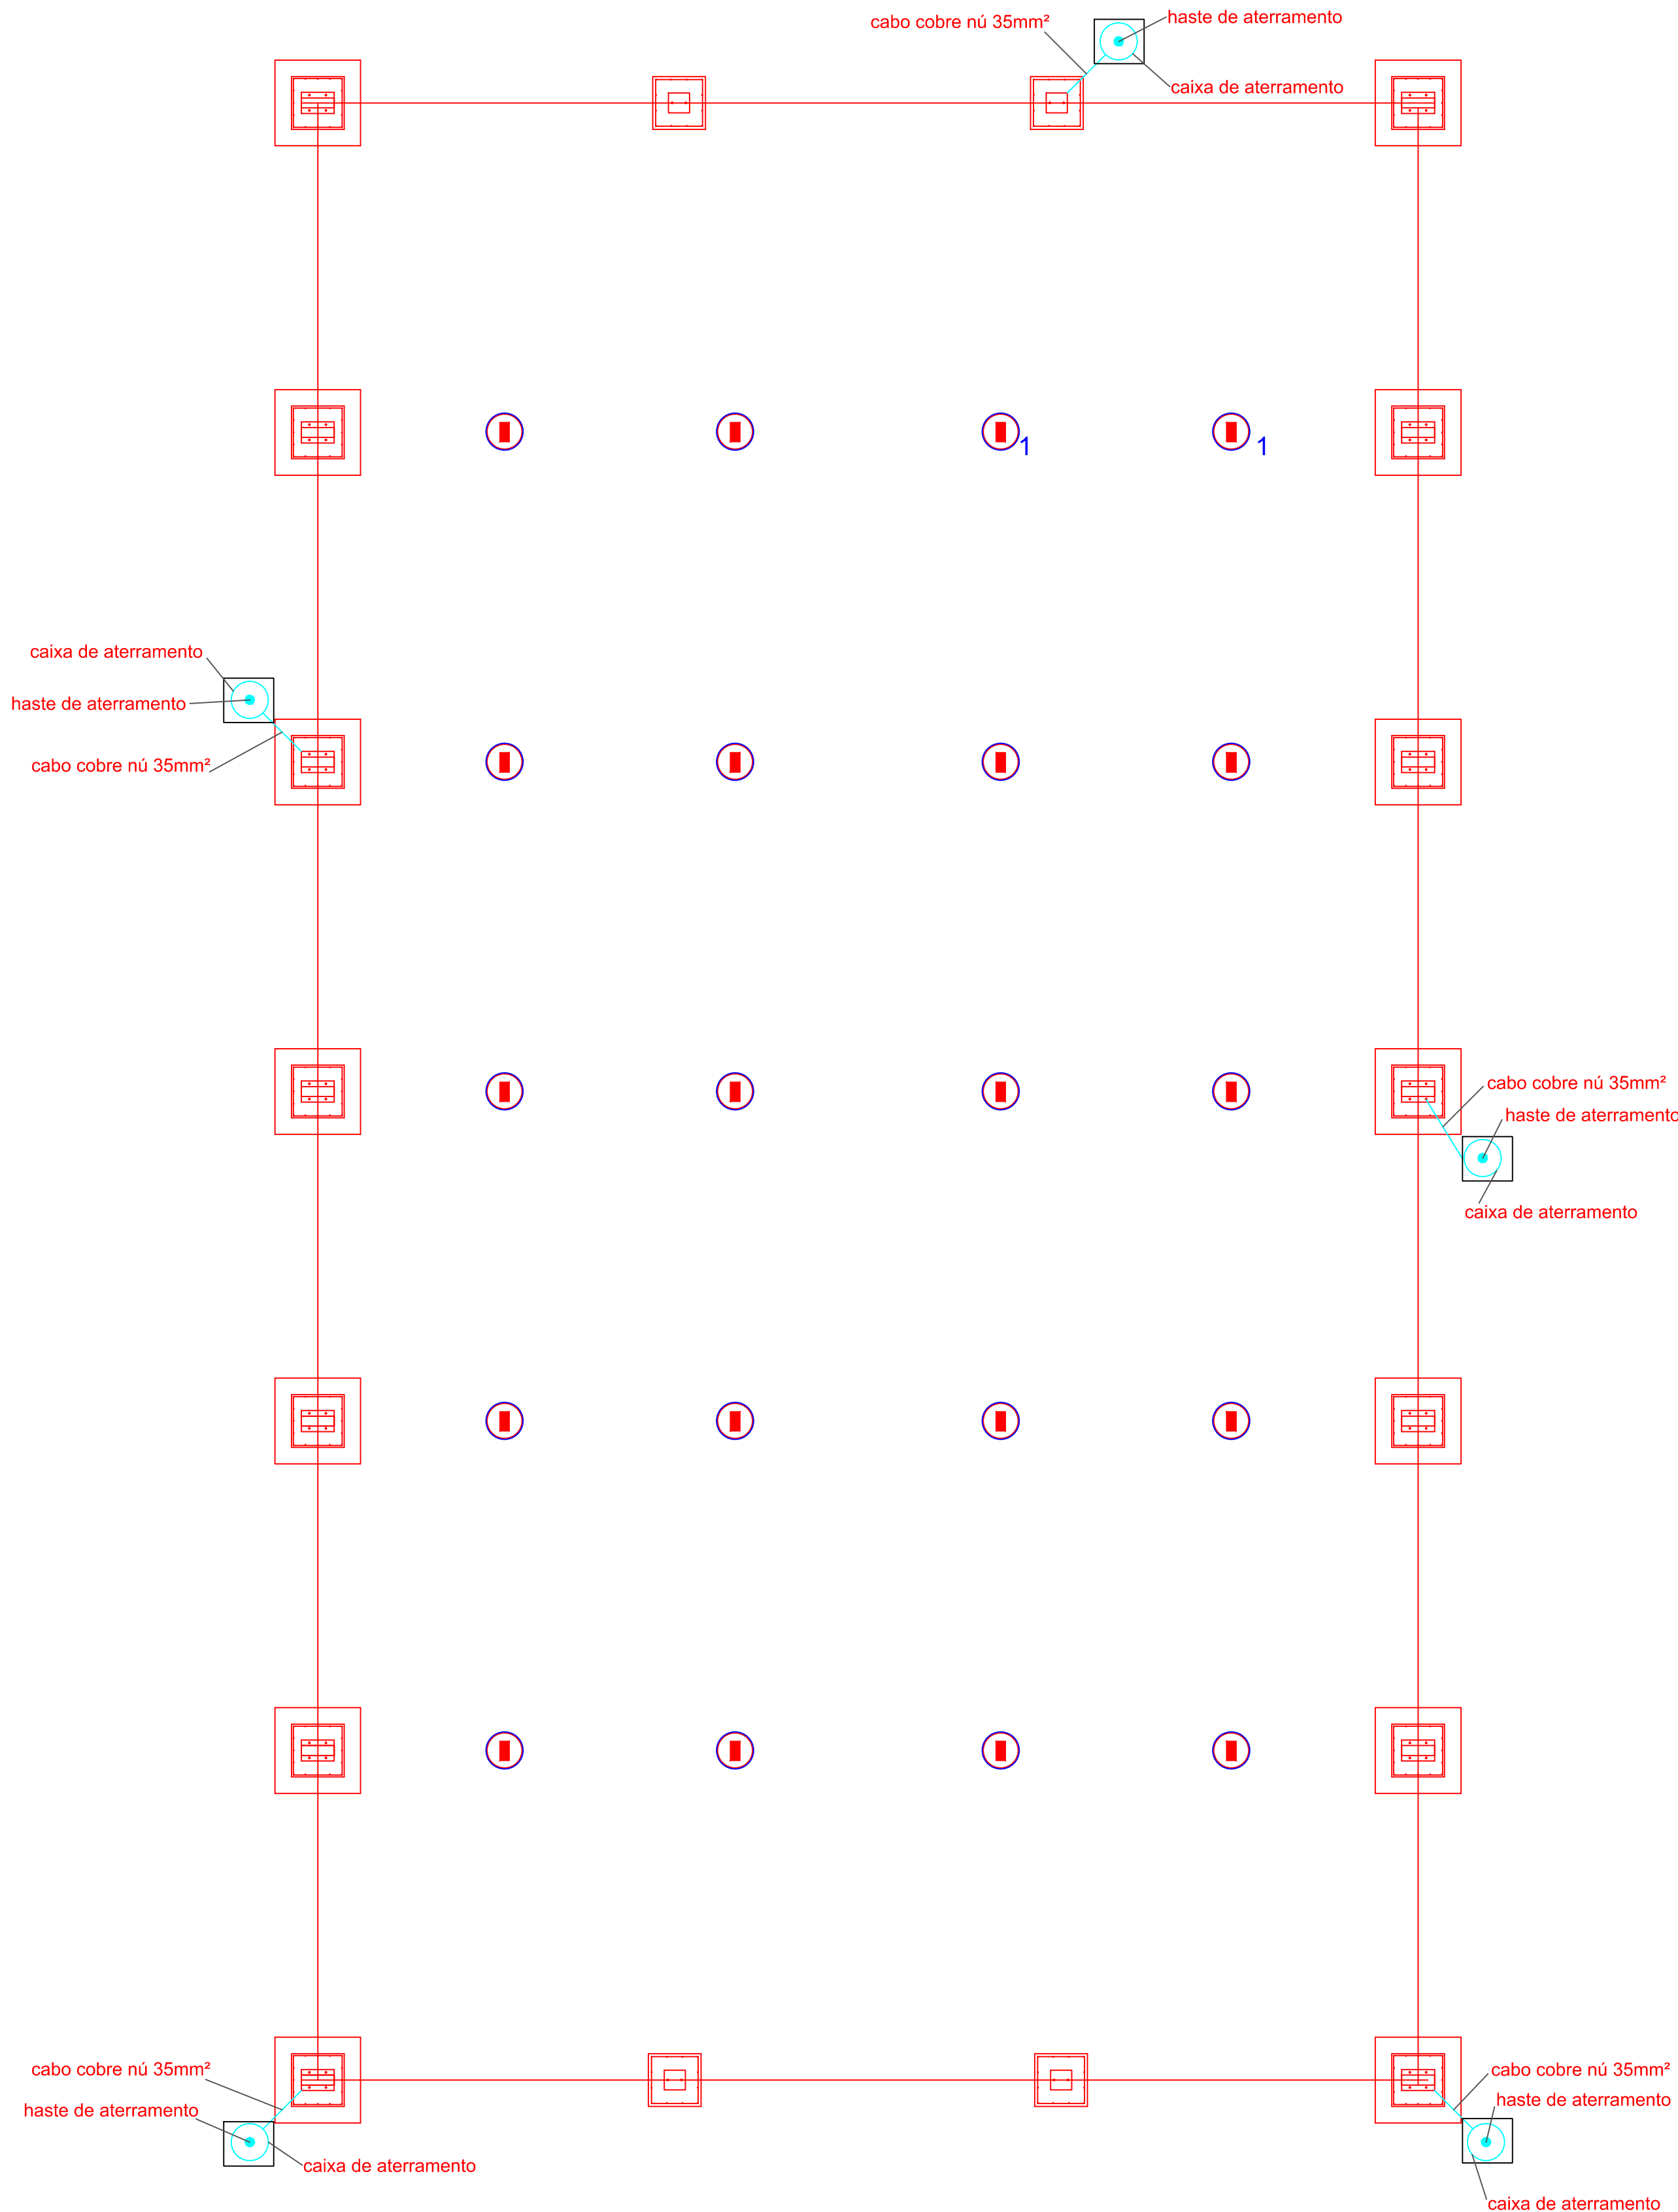 cabo cobre nú 35mm²
haste de aterramento
caixa de aterramento
1
1
caixa de aterramento
haste de aterramento
cabo cobre nú 35mm²
cabo cobre nú 35mm²
haste de aterramento
caixa de aterramento
cabo cobre nú 35mm²
haste de aterramento
caixa de aterramento
cabo cobre nú 35mm²
haste de aterramento
caixa de aterramento